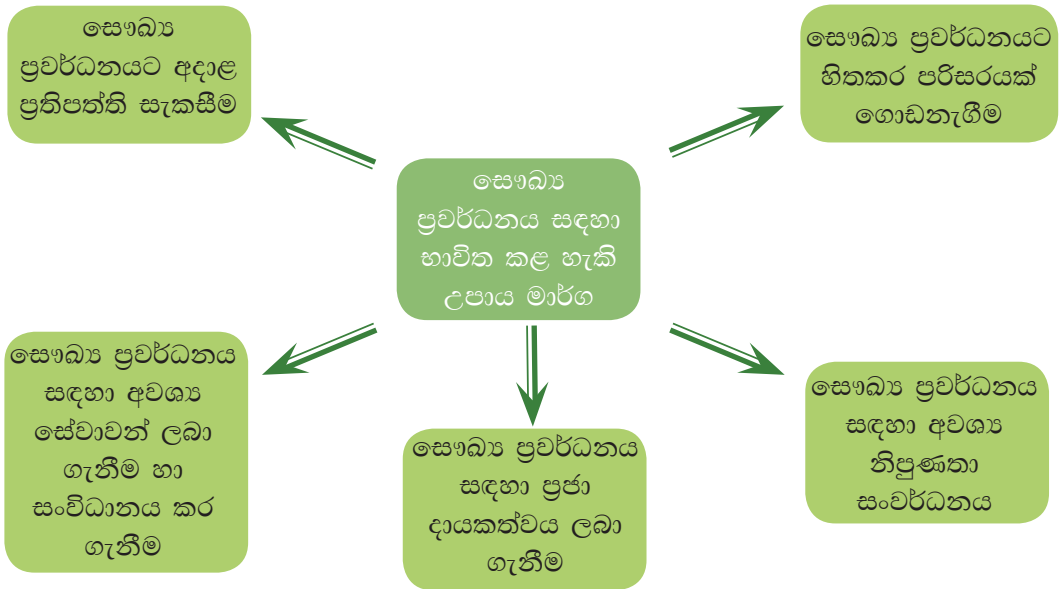 සෞඛ්‍ය
ප්‍රවර්ධනයට අදාළ
ප්‍රතිපත්ති සැකසීම
සෞඛ්‍ය ප්‍රවර්ධනයට
හිතකර පරිසරයක්
ගොඩනැගීම
සෞඛ්‍ය
ප්‍රවර්ධනය සඳහා
භාවිත කළ හැකි
උපාය මාර්ග
සෞඛ්‍ය ප්‍රවර්ධනය
සඳහා අවශ්‍ය
සේවාවන් ලබා
ගැනීම හා
සංවිධානය කර
ගැනීම
සෞඛ්‍ය ප්‍රවර්ධනය
සඳහා ප්‍රජා
දායකත්වය ලබා
ගැනීම
සෞඛ්‍ය ප්‍රවර්ධනය
සඳහා අවශ්‍ය
නිපුණතා
සංවර්ධනය